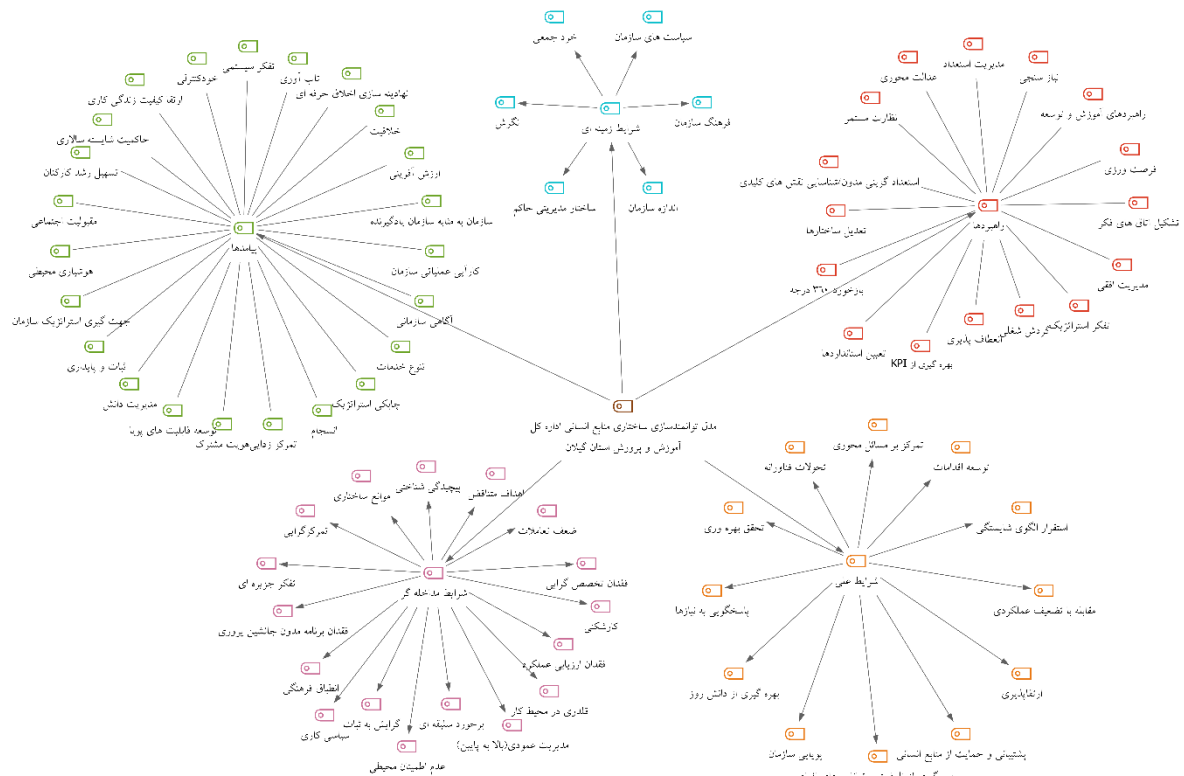 خرد جمعی
سیاست های سازمان
نگرش
فرهنگ سازمان
شرایط زمینه ای
ساختار مدیریتی حاکم
اندازه سازمان
تفکر سیستمی
تاب آوری
خودکنترلی
نهادینه سازی اخلاق حرفه ای
ارتقاء کیفیت زندگی کاری
خلاقیت
حاکمیت شایسته سالاری
ارزش آفرینی
تسهیل رشد کارکنان
سازمان به مثابه سازمان یادگیرنده
مقبولیت اجتماعی
پیامدها
هوشیاری محیطی
کارآیی عملیاتی سازمان
جهت گیری استراتژیک سازمان
آگاهی سازمانی
ثبات و پایداری
تنوع خدمات
مدیریت دانش
چابکی استراتژیک
توسعه قابلیت های پویا
هویت مشترک
تمرکز زدایی
انسجام
مدیریت استعداد
عدالت محوری
نیاز سنجی
نظارت مستمر
راهبردهای آموزش و توسعه
فرصت ورزی
استعداد گزینی مدون/شناسایی نقش های کلیدی
تعدیل ساختارها
راهبردها
تشکیل اتاق های فکر
بازخورد ٣٦٠ درجه
مدیریت افقی
تعیین استانداردها
بهره گیری از KPI
انعطاف پذیری
گردش شغلی
تفکر استراتژیک
مدل توانمندسازی ساختاری منابع انسانی اداره کل
آموزش و پرورش استان گیلان
پیچیدگی شناختی
اهداف متناقض
موانع ساختاری
تمرکزگرایی
ضعف تعاملات
تفکر جزیره ای
شرایط مداخله گر
فقدان تخصص گرایی
فقدان برنامه مدون جانشین پروری
کارشکنی
انطباق فرهنگی
فقدان ارزیابی عملکرد
سیاسی کاری
گرایش به ثبات
برخورد سلیقه ای
قلدری در محیط کار
مدیریت عمودی(بالا به پایین)
عدم اطمینان محیطی
تمرکز بر مسائل محوری
تحولات فناورانه
توسعه اقدامات
تحقق بهره وری
استقرار الگوی شایستگی
شرایط علی
پاسخگویی به نیازها
مقابله با تضعیف عملکردی
بهره گیری از دانش روز
ارتقاپذیری
پویایی سازمان
پشتیبانی و حمایت از منابع انسانی